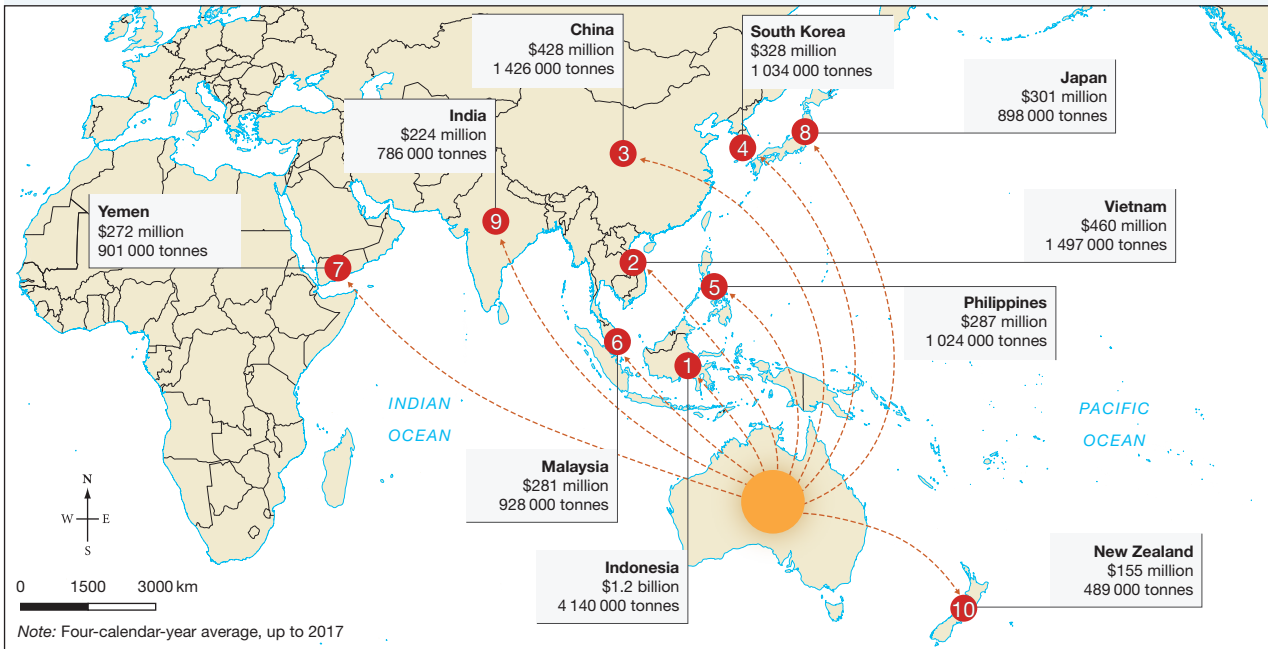 China
$428 million
1 426 000 tonnes
South Korea
$328 million
1 034 000 tonnes
Japan
$301 million
898 000 tonnes
India
$224 million
786 000 tonnes
Yemen
$272 million
901 000 tonnes
Vietnam
$460 million
1 497 000 tonnes
Philippines
$287 million
1 024 000 tonnes
3
4
8
9
7
2
5
6
1
INDIAN
OCEAN
PACIFIC
OCEAN
Malaysia
$281 million
928 000 tonnes
Indonesia
$1.2 billion
4 140 000 tonnes
New Zealand
$155 million
489 000 tonnes
10
N
W E
S
0 1500 3000 km
Note: Four-calendar-year average, up to 2017